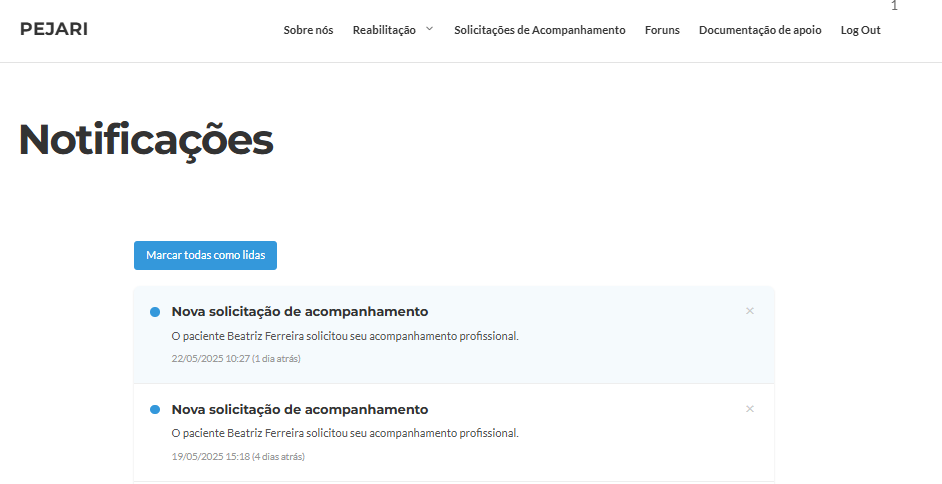 1
PEJARI
Sobre nós Reabilitação Solicitações de Acompanhamento Foruns Documentação de apoio Log Out
Notificações
Marcar todas como lidas
Nova solicitação de acompanhamento ×
O paciente Beatriz Ferreira solicitou seu acompanhamento profissional.
22/05/2025 10:27 (1 dia atrás)
Nova solicitação de acompanhamento ×
O paciente Beatriz Ferreira solicitou seu acompanhamento profissional.
19/05/2025 15:18 (4 dias atrás)